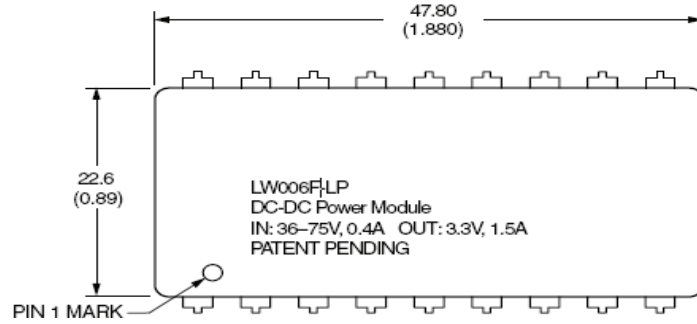 47.80
(1.880)
22.6
(0.89)
LW006F-LP
DC-DC Power Module
IN: 36–75V, 0.4A OUT: 3.3V, 1.5A
PATENT PENDING
PIN 1 MARK